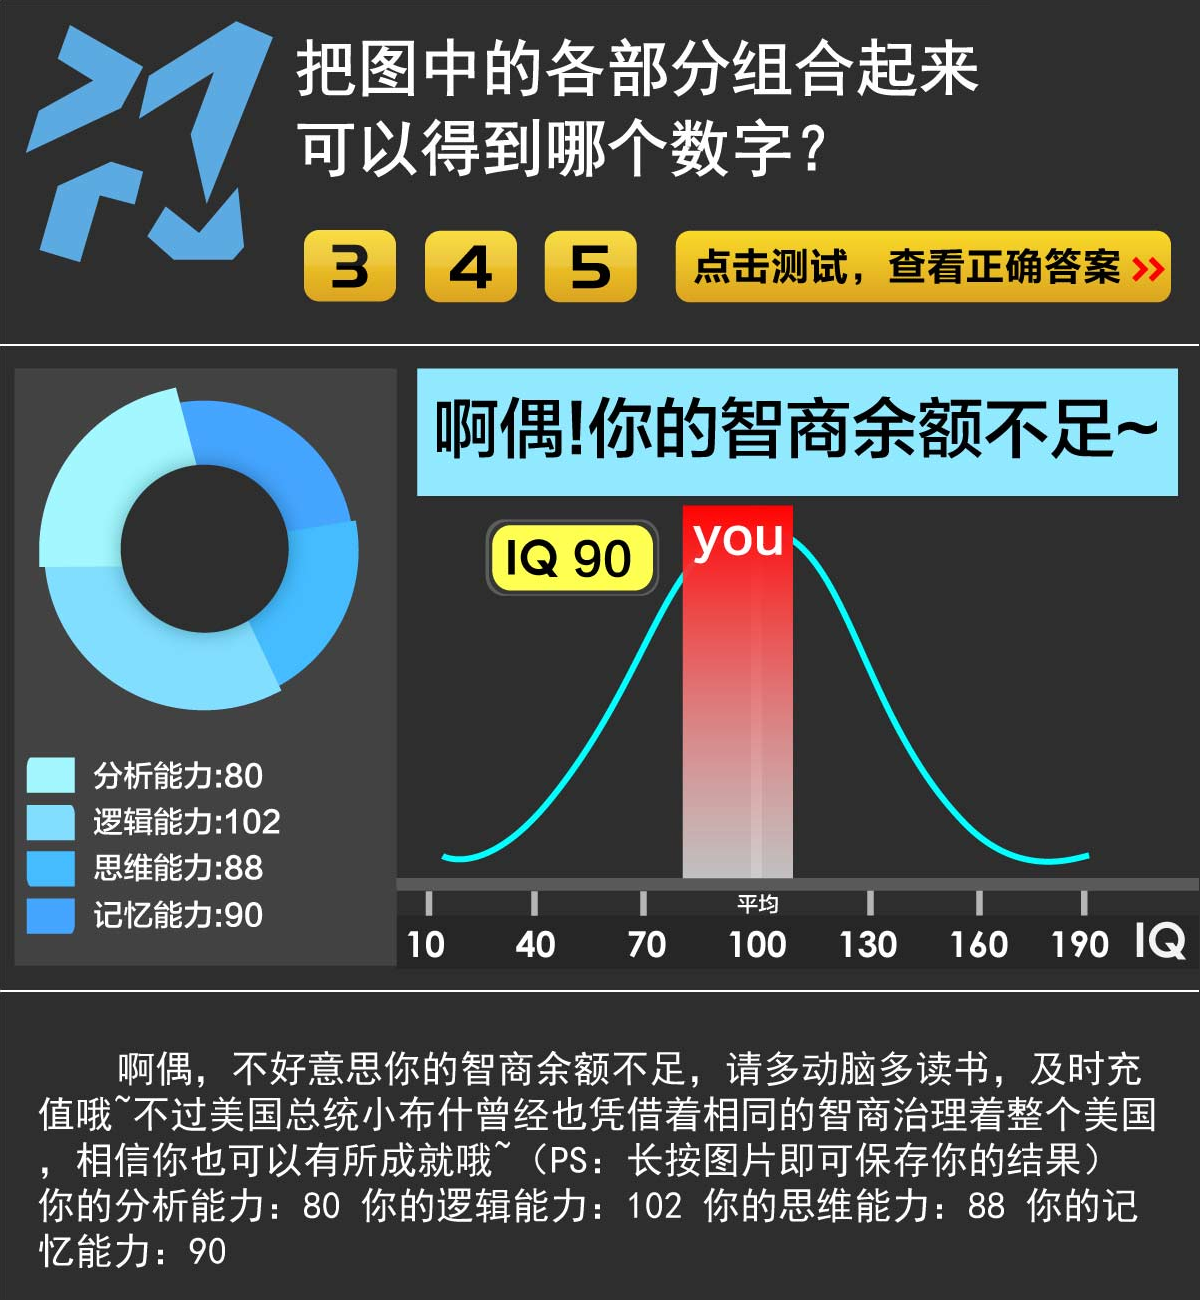 把图中的各部分组合起来
可以得到哪个数字？
3 4 5 点击测试，查看正确答案 >>
啊偶!你的智商余额不足~
IQ 90
you
分析能力:80
逻辑能力:102
思维能力:88
记忆能力:90
平均
10 40 70 100 130 160 190 IQ
啊偶，不好意思你的智商余额不足，请多动脑多读书，及时充
值哦~不过美国总统小布什曾经也凭借着相同的智商治理着整个美国
，相信你也可以有所成就哦~（PS：长按图片即可保存你的结果）
你的分析能力：80 你的逻辑能力：102 你的思维能力：88 你的记
忆能力：90